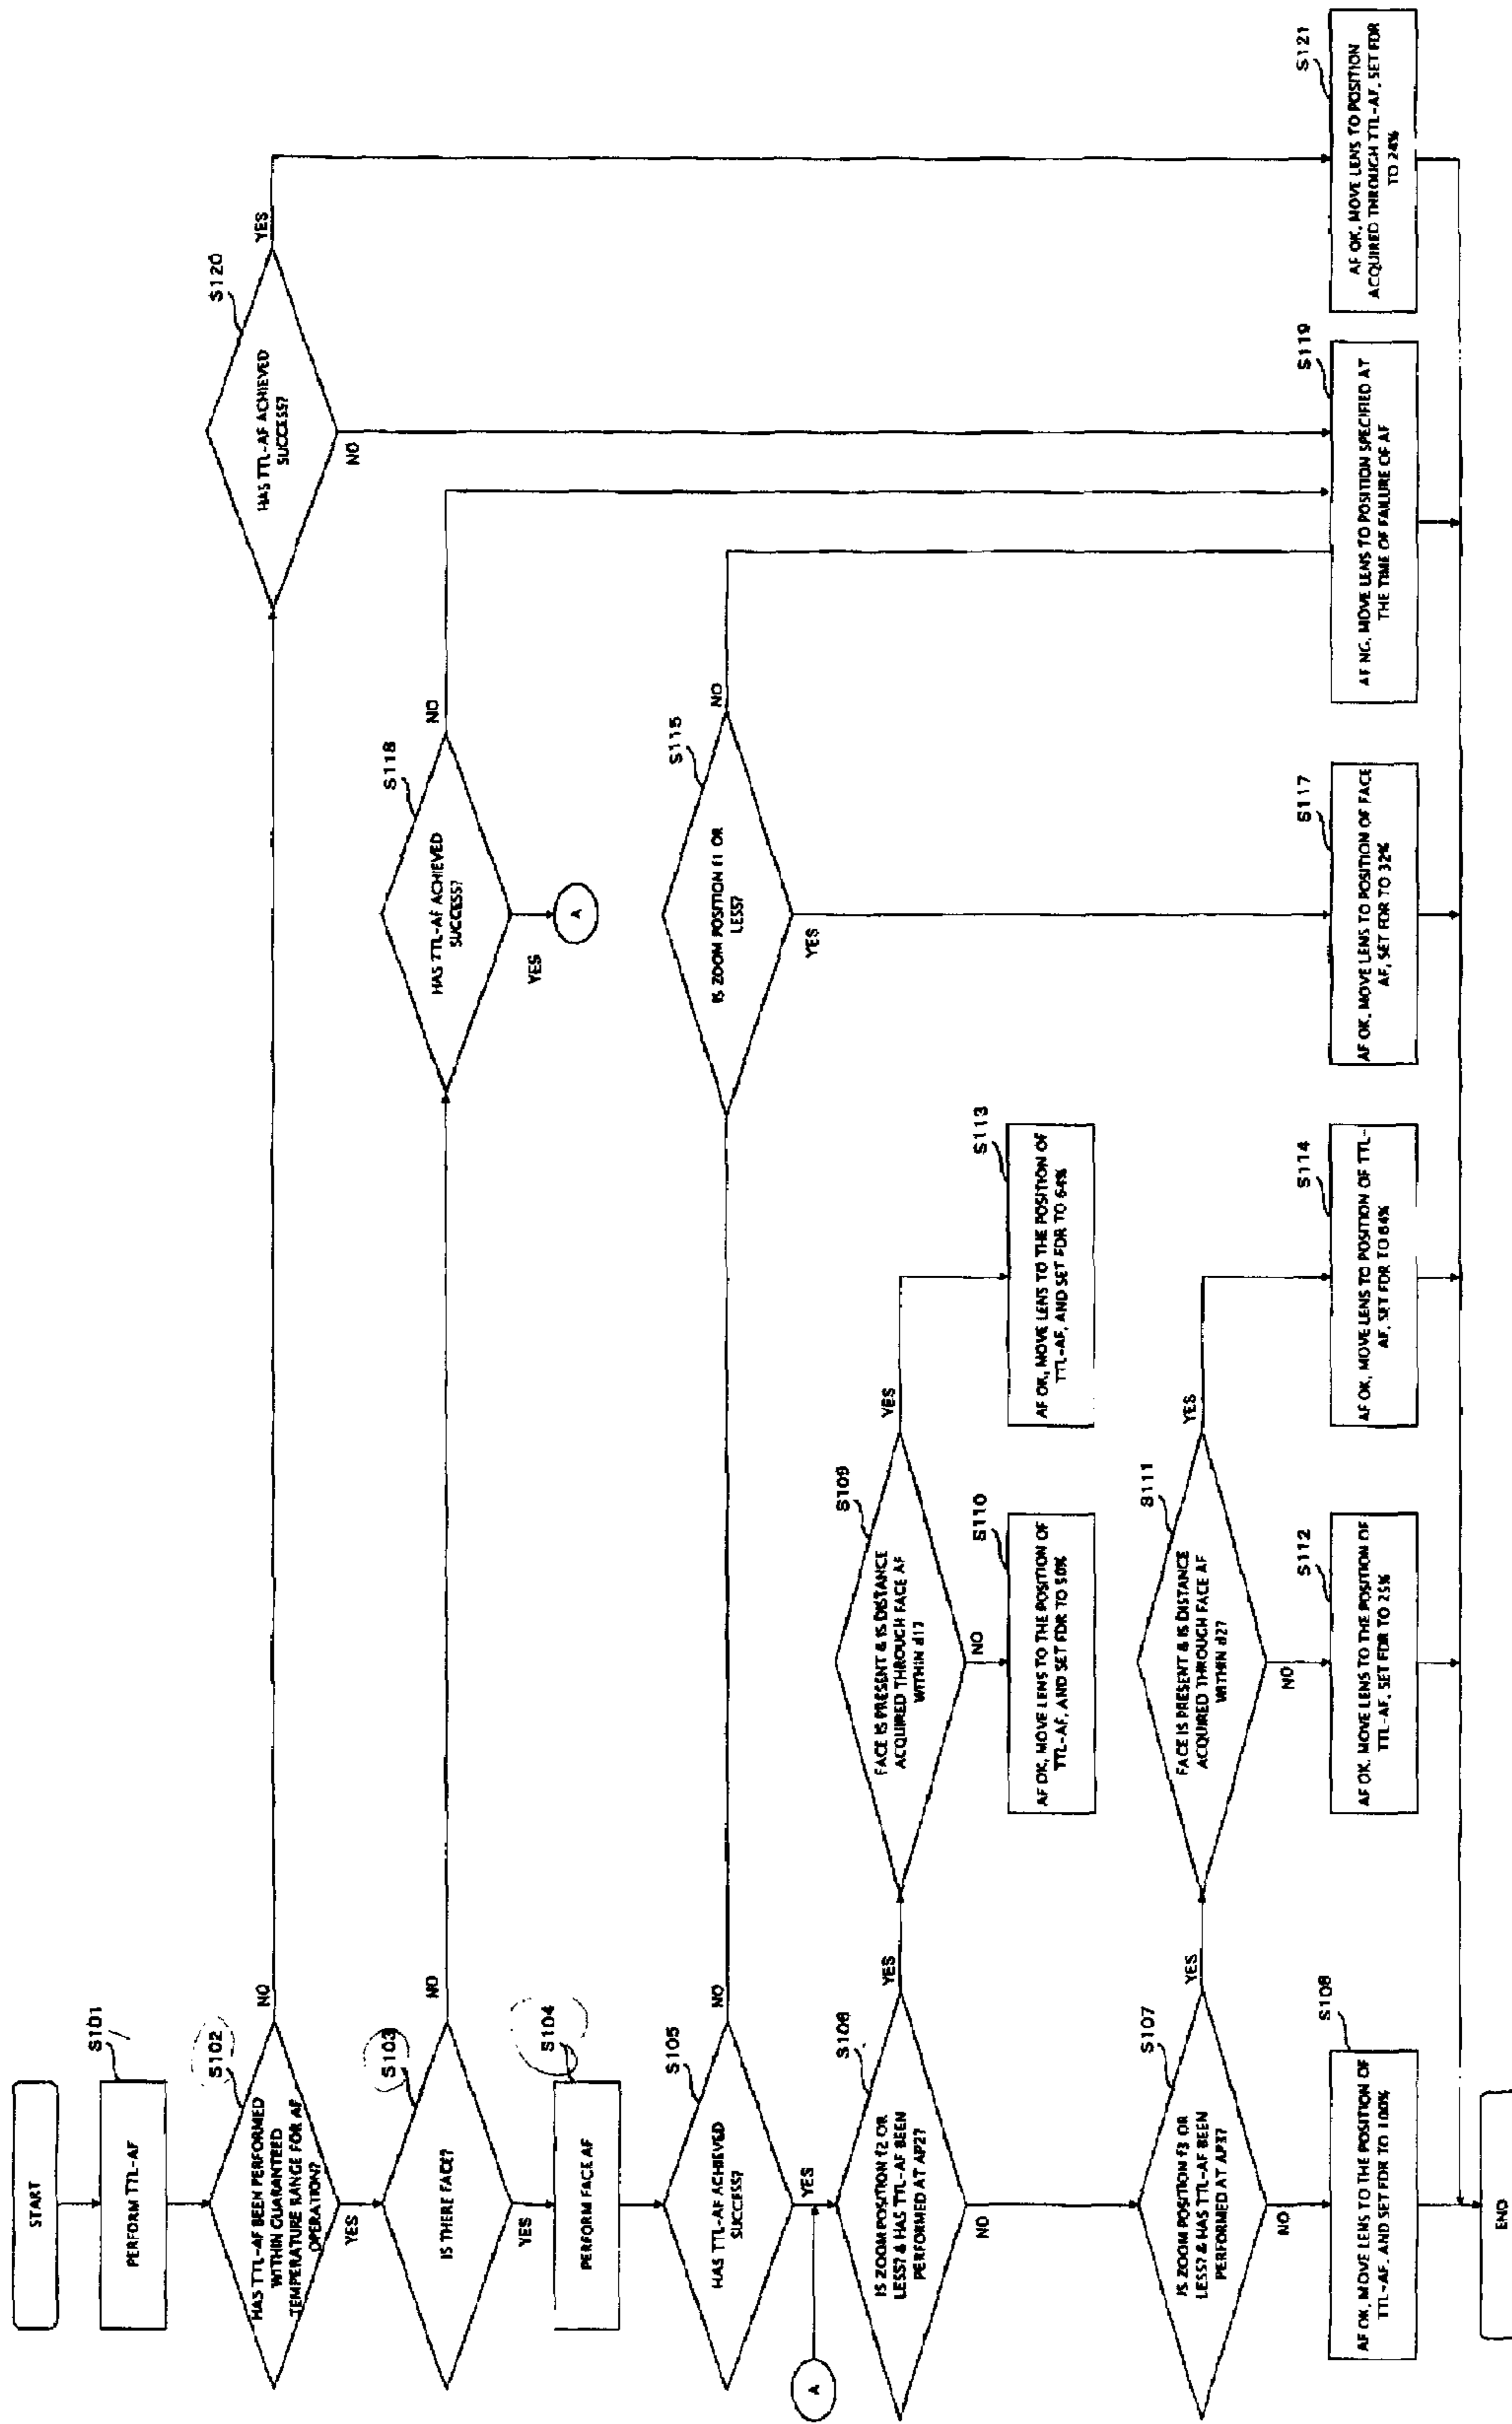 START
S101
PERFORM TTL-AF
S102
HAS TTL-AF BEEN PERFORMED
WITHIN GUARANTEED
TEMPERATURE RANGE FOR AF
OPERATION?
NO
YES
S120
HAS TTL-AF ACHIEVED
SUCCESS?
YES
NO
S103
IS THERE FACE?
NO
YES
S118
HAS TTL-AF ACHIEVED
SUCCESS?
NO
YES
A
S104
PERFORM FACE AF
S105
HAS TTL-AF ACHIEVED
SUCCESS?
NO
YES
S115
IS ZOOM POSITION f1 OR
LESS?
NO
YES
A
S106
IS ZOOM POSITION f2 OR
LESS? & HAS TTL-AF BEEN
PERFORMED AT AP2?
YES
NO
S109
FACE IS PRESENT & IS DISTANCE
ACQUIRED THROUGH FACE AF
WITHIN d1?
YES
NO
S110
AF OK, MOVE LENS TO THE POSITION OF
TTL-AF, AND SET FDR TO 50%
S113
AF OK, MOVE LENS TO THE POSITION OF
TTL-AF, AND SET FDR TO 64%
S107
IS ZOOM POSITION f3 OR
LESS? & HAS TTL-AF BEEN
PERFORMED AT AP3?
YES
NO
S111
FACE IS PRESENT & IS DISTANCE
ACQUIRED THROUGH FACE AF
WITHIN d2?
YES
NO
S108
AF OK, MOVE LENS TO THE POSITION OF
TTL-AF, AND SET FDR TO 100%
S112
AF OK, MOVE LENS TO THE POSITION OF
TTL-AF, SET FDR TO 25%
S114
AF OK, MOVE LENS TO POSITION OF TTL-
AF, SET FDR TO 64%
S117
AF OK, MOVE LENS TO POSITION OF FACE
AF, SET FDR TO 32%
S119
AF NG, MOVE LENS TO POSITION SPECIFIED AT
THE TIME OF FAILURE OF AF
S121
AF OK, MOVE LENS TO POSITION
ACQUIRED THROUGH TTL-AF, SET FDR
TO 24%
END